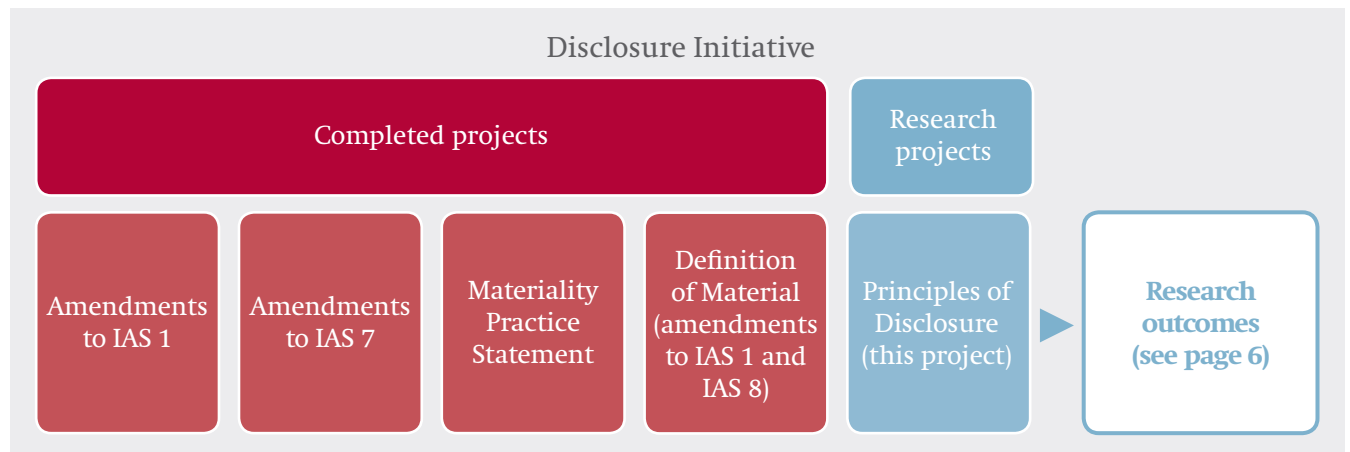 Disclosure Initiative
Completed projects
Research
projects
Amendments
to IAS 1
Amendments
to IAS 7
Materiality
Practice
Statement
Definition
of Material
(amendments
to IAS 1 and
IAS 8)
Principles of
Disclosure
(this project)
Research
outcomes
(see page 6)